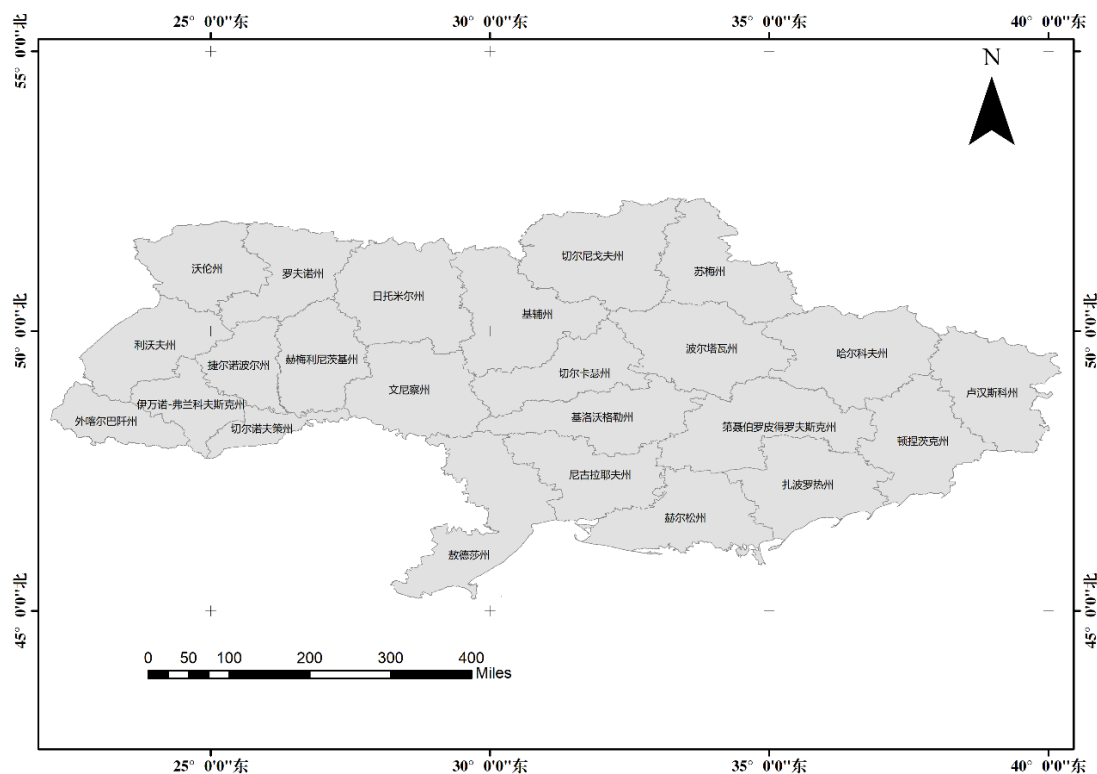 25° 0'0"东 30° 0'0"东 35° 0'0"东 40° 0'0"东
55° 0'0"北
55° 0'0"北
N
切尔尼戈夫州
苏梅州
沃伦州
罗夫诺州
日托米尔州
基辅州
利沃夫州
捷尔诺波尔州
赫梅利尼茨基州
波尔塔瓦州
哈尔科夫州
50° 0'0"北
50° 0'0"北
文尼察州
切尔卡瑟州
卢汉斯科州
伊万诺-弗兰科夫斯克州
外喀尔巴阡州
切尔诺夫策州
基洛沃格勒州
第聂伯罗皮得罗夫斯克州
顿捏茨克州
尼古拉耶夫州
扎波罗热州
赫尔松州
敖德莎州
45° 0'0"北
45° 0'0"北
0 50 100 200 300 400
Miles
25° 0'0"东 30° 0'0"东 35° 0'0"东 40° 0'0"东